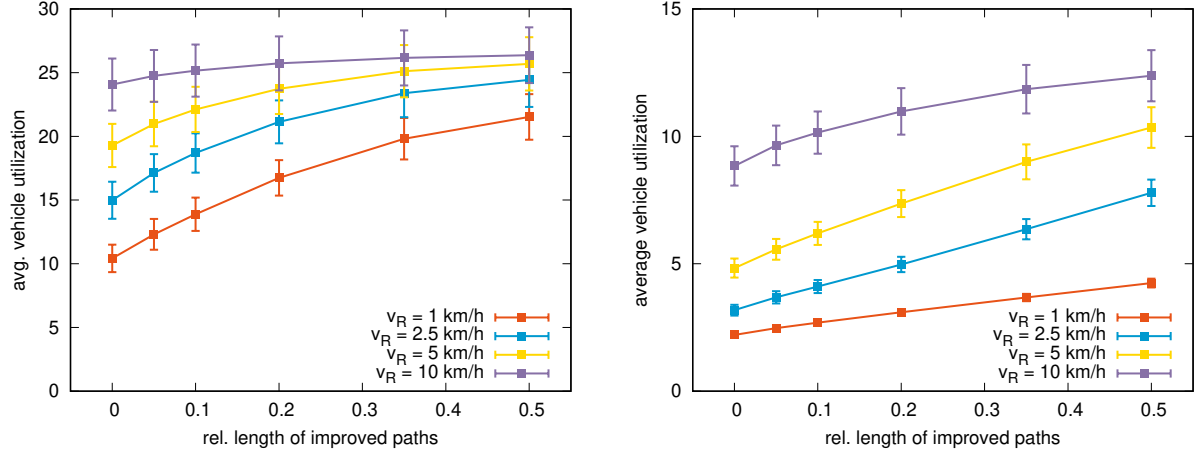 30
25
20
15
10
5
0
avg. vehicle utilization
v_R = 1 km/h
v_R = 2.5 km/h
v_R = 5 km/h
v_R = 10 km/h
0 0.1 0.2 0.3 0.4 0.5
rel. length of improved paths
15
10
5
0
average vehicle utilization
v_R = 1 km/h
v_R = 2.5 km/h
v_R = 5 km/h
v_R = 10 km/h
0 0.1 0.2 0.3 0.4 0.5
rel. length of improved paths